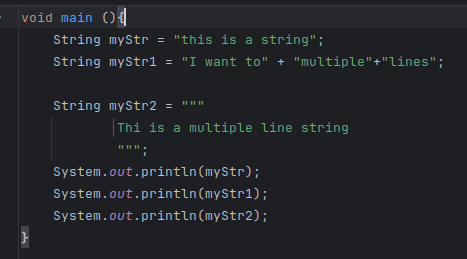 void main (){
String myStr = "this is a string";
String myStr1 = "I want to" + "multiple"+"lines";
String myStr2 = """
Thi is a multiple line string
""";
System.out.println(myStr);
System.out.println(myStr1);
System.out.println(myStr2);
}